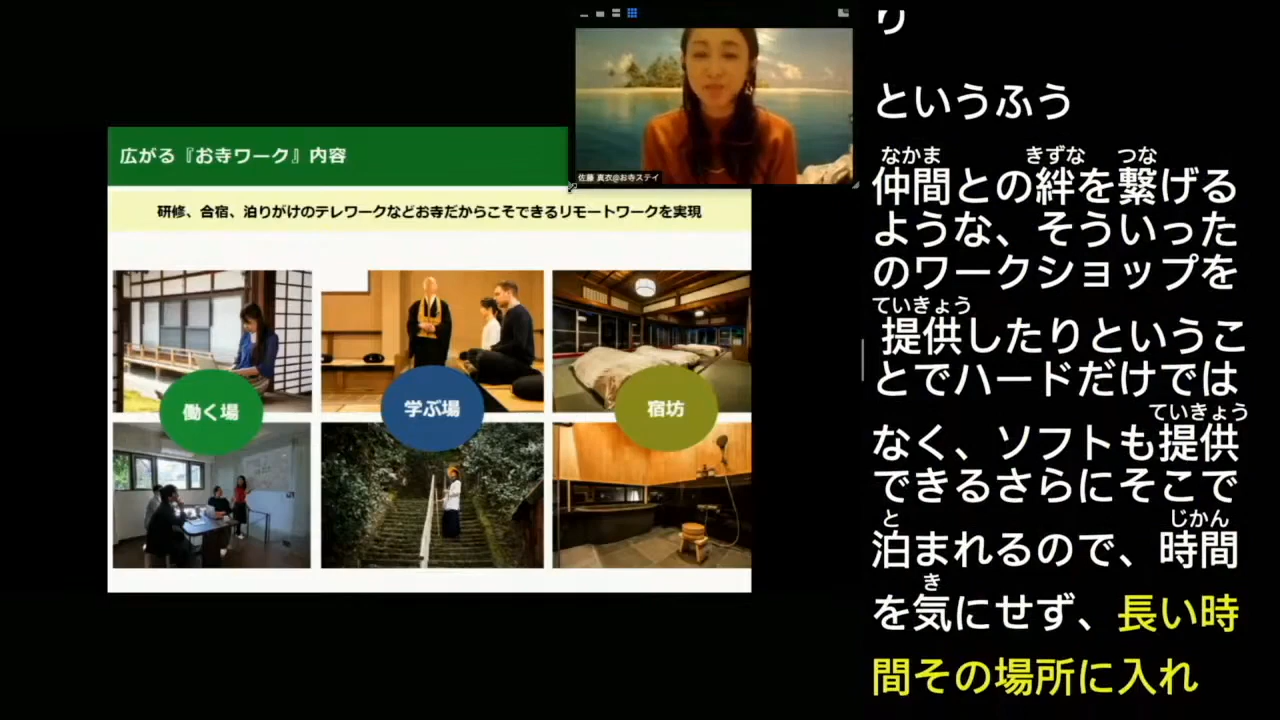 広がる『お寺ワーク』内容
研修、合宿、泊りがけのテレワークなどお寺だからこそできるリモートワークを実現
働く場
学ぶ場
宿坊
佐藤 真衣@お寺ステイ
り
というふう
なかま きずな つな
仲間との絆を繋げる
ような、そういった
のワークショップを
ていきょう
提供したりというこ
とでハードだけでは
ていきょう
なく、ソフトも提供
できるさらにそこで
と じかん
泊まれるので、時間
き
を気にせず、長い時
間その場所に入れ